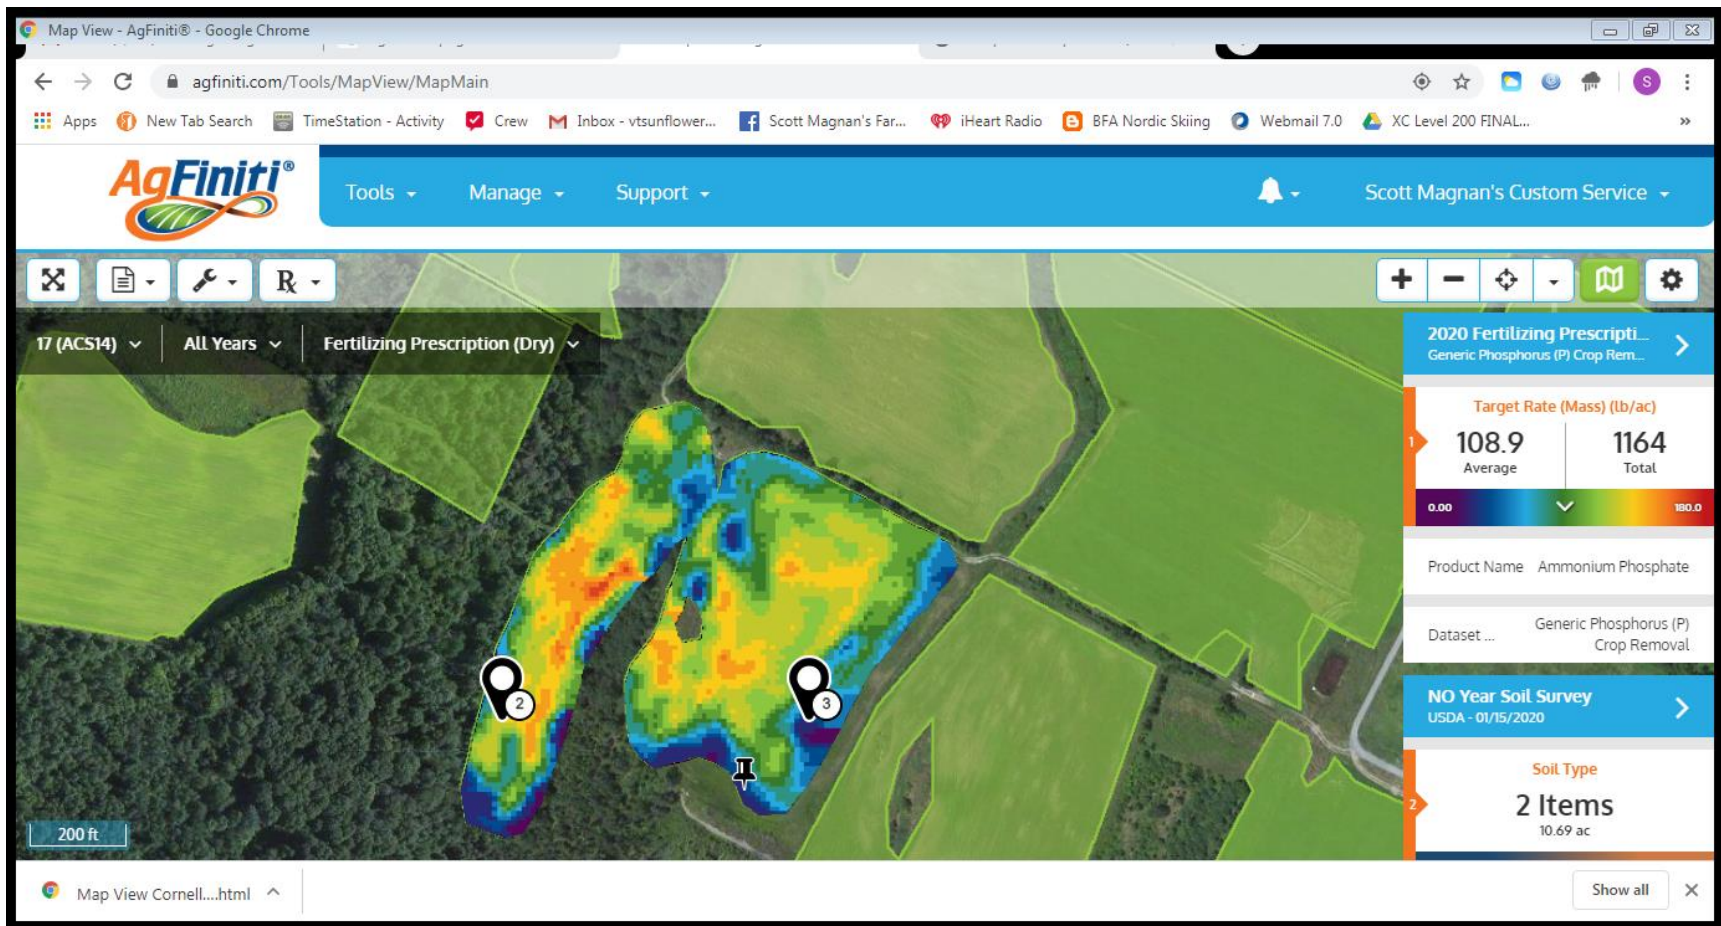 Map View - AgFiniti® - Google Chrome
agfiniti.com/Tools/MapView/MapMain
S
Apps New Tab Search TimeStation - Activity Crew Inbox - vtsunflower... Scott Magnan's Far... iHeart Radio BFA Nordic Skiing Webmail 7.0 XC Level 200 FINAL... »
AgFiniti®
Tools Manage Support Scott Magnan's Custom Service
17 (ACS14) All Years Fertilizing Prescription (Dry)
2020 Fertilizing Prescripti...
Generic Phosphorus (P) Crop Rem...
1
Target Rate (Mass) (lb/ac)
108.9 1164
Average Total
0.00 180.0
Product Name Ammonium Phosphate
Dataset ... Generic Phosphorus (P)
Crop Removal
2
3
NO Year Soil Survey
USDA - 01/15/2020
2
Soil Type
2 Items
10.69 ac
200 ft
Map View Cornell....html
Show all